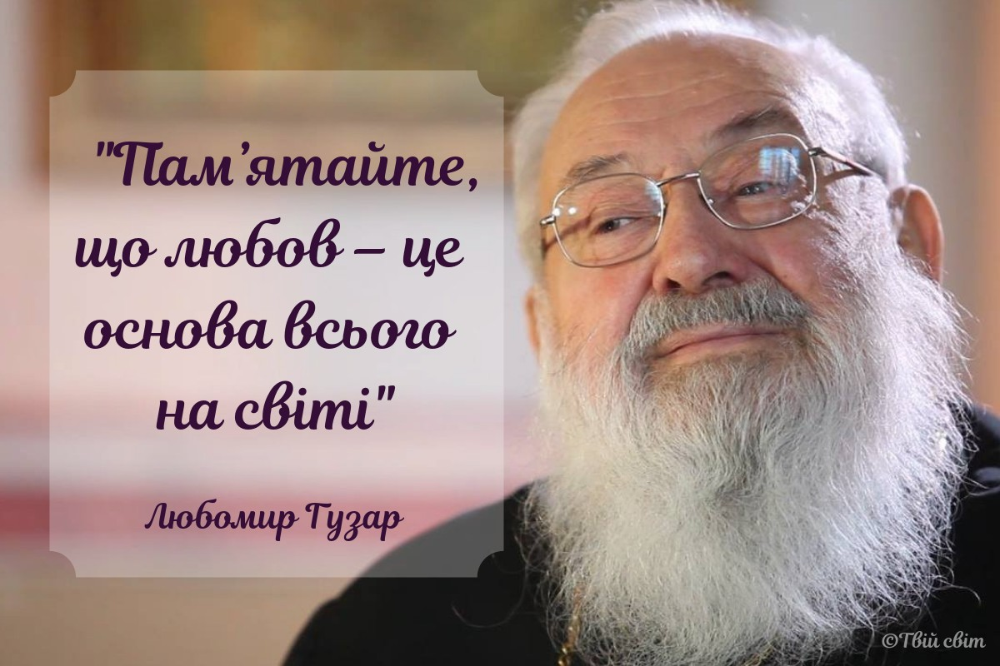 "Пам’ятайте,
що любов – це
основа всього
на світі"
Любомир Гузар
©Твій світ